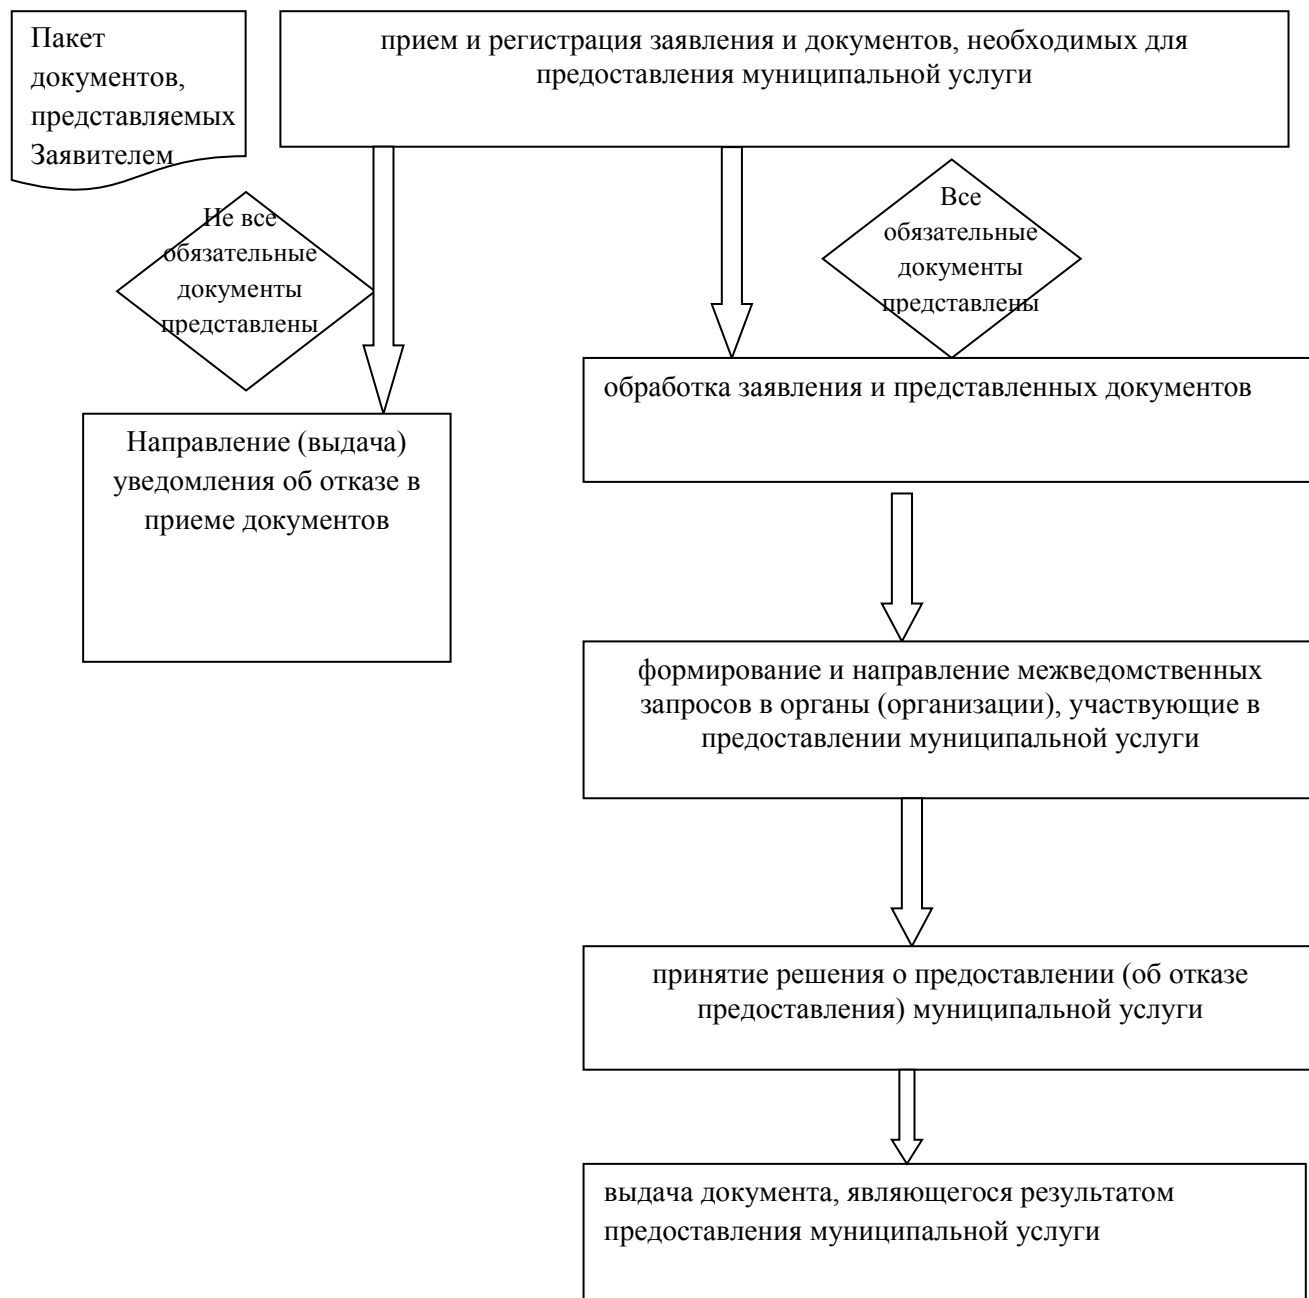 Пакет
документов,
представляемых
Заявителем
прием и регистрация заявления и документов, необходимых для
предоставления муниципальной услуги
Не все
обязательные
документы
представлены
Все
обязательные
документы
представлены
обработка заявления и представленных документов
Направление (выдача)
уведомления об отказе в
приеме документов
формирование и направление межведомственных
запросов в органы (организации), участвующие в
предоставлении муниципальной услуги
принятие решения о предоставлении (об отказе
предоставления) муниципальной услуги
выдача документа, являющегося результатом
предоставления муниципальной услуги